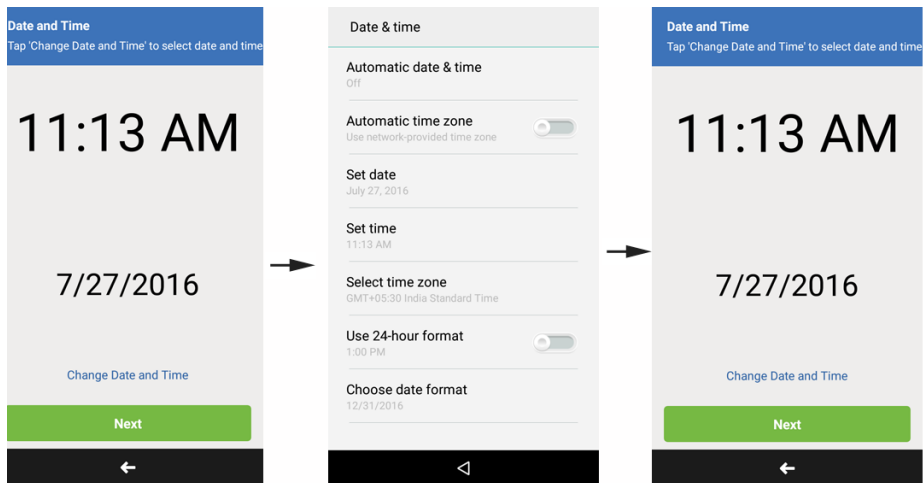 Date and Time
Tap 'Change Date and Time' to select date and time
11:13 AM
7/27/2016
Change Date and Time
Next
Date & time
Automatic date & time
Off
Automatic time zone
Use network-provided time zone
Set date
July 27, 2016
Set time
11:13 AM
Select time zone
GMT+05:30 India Standard Time
Use 24-hour format
1:00 PM
Choose date format
12/31/2016
Date and Time
Tap 'Change Date and Time' to select date and time
11:13 AM
7/27/2016
Change Date and Time
Next